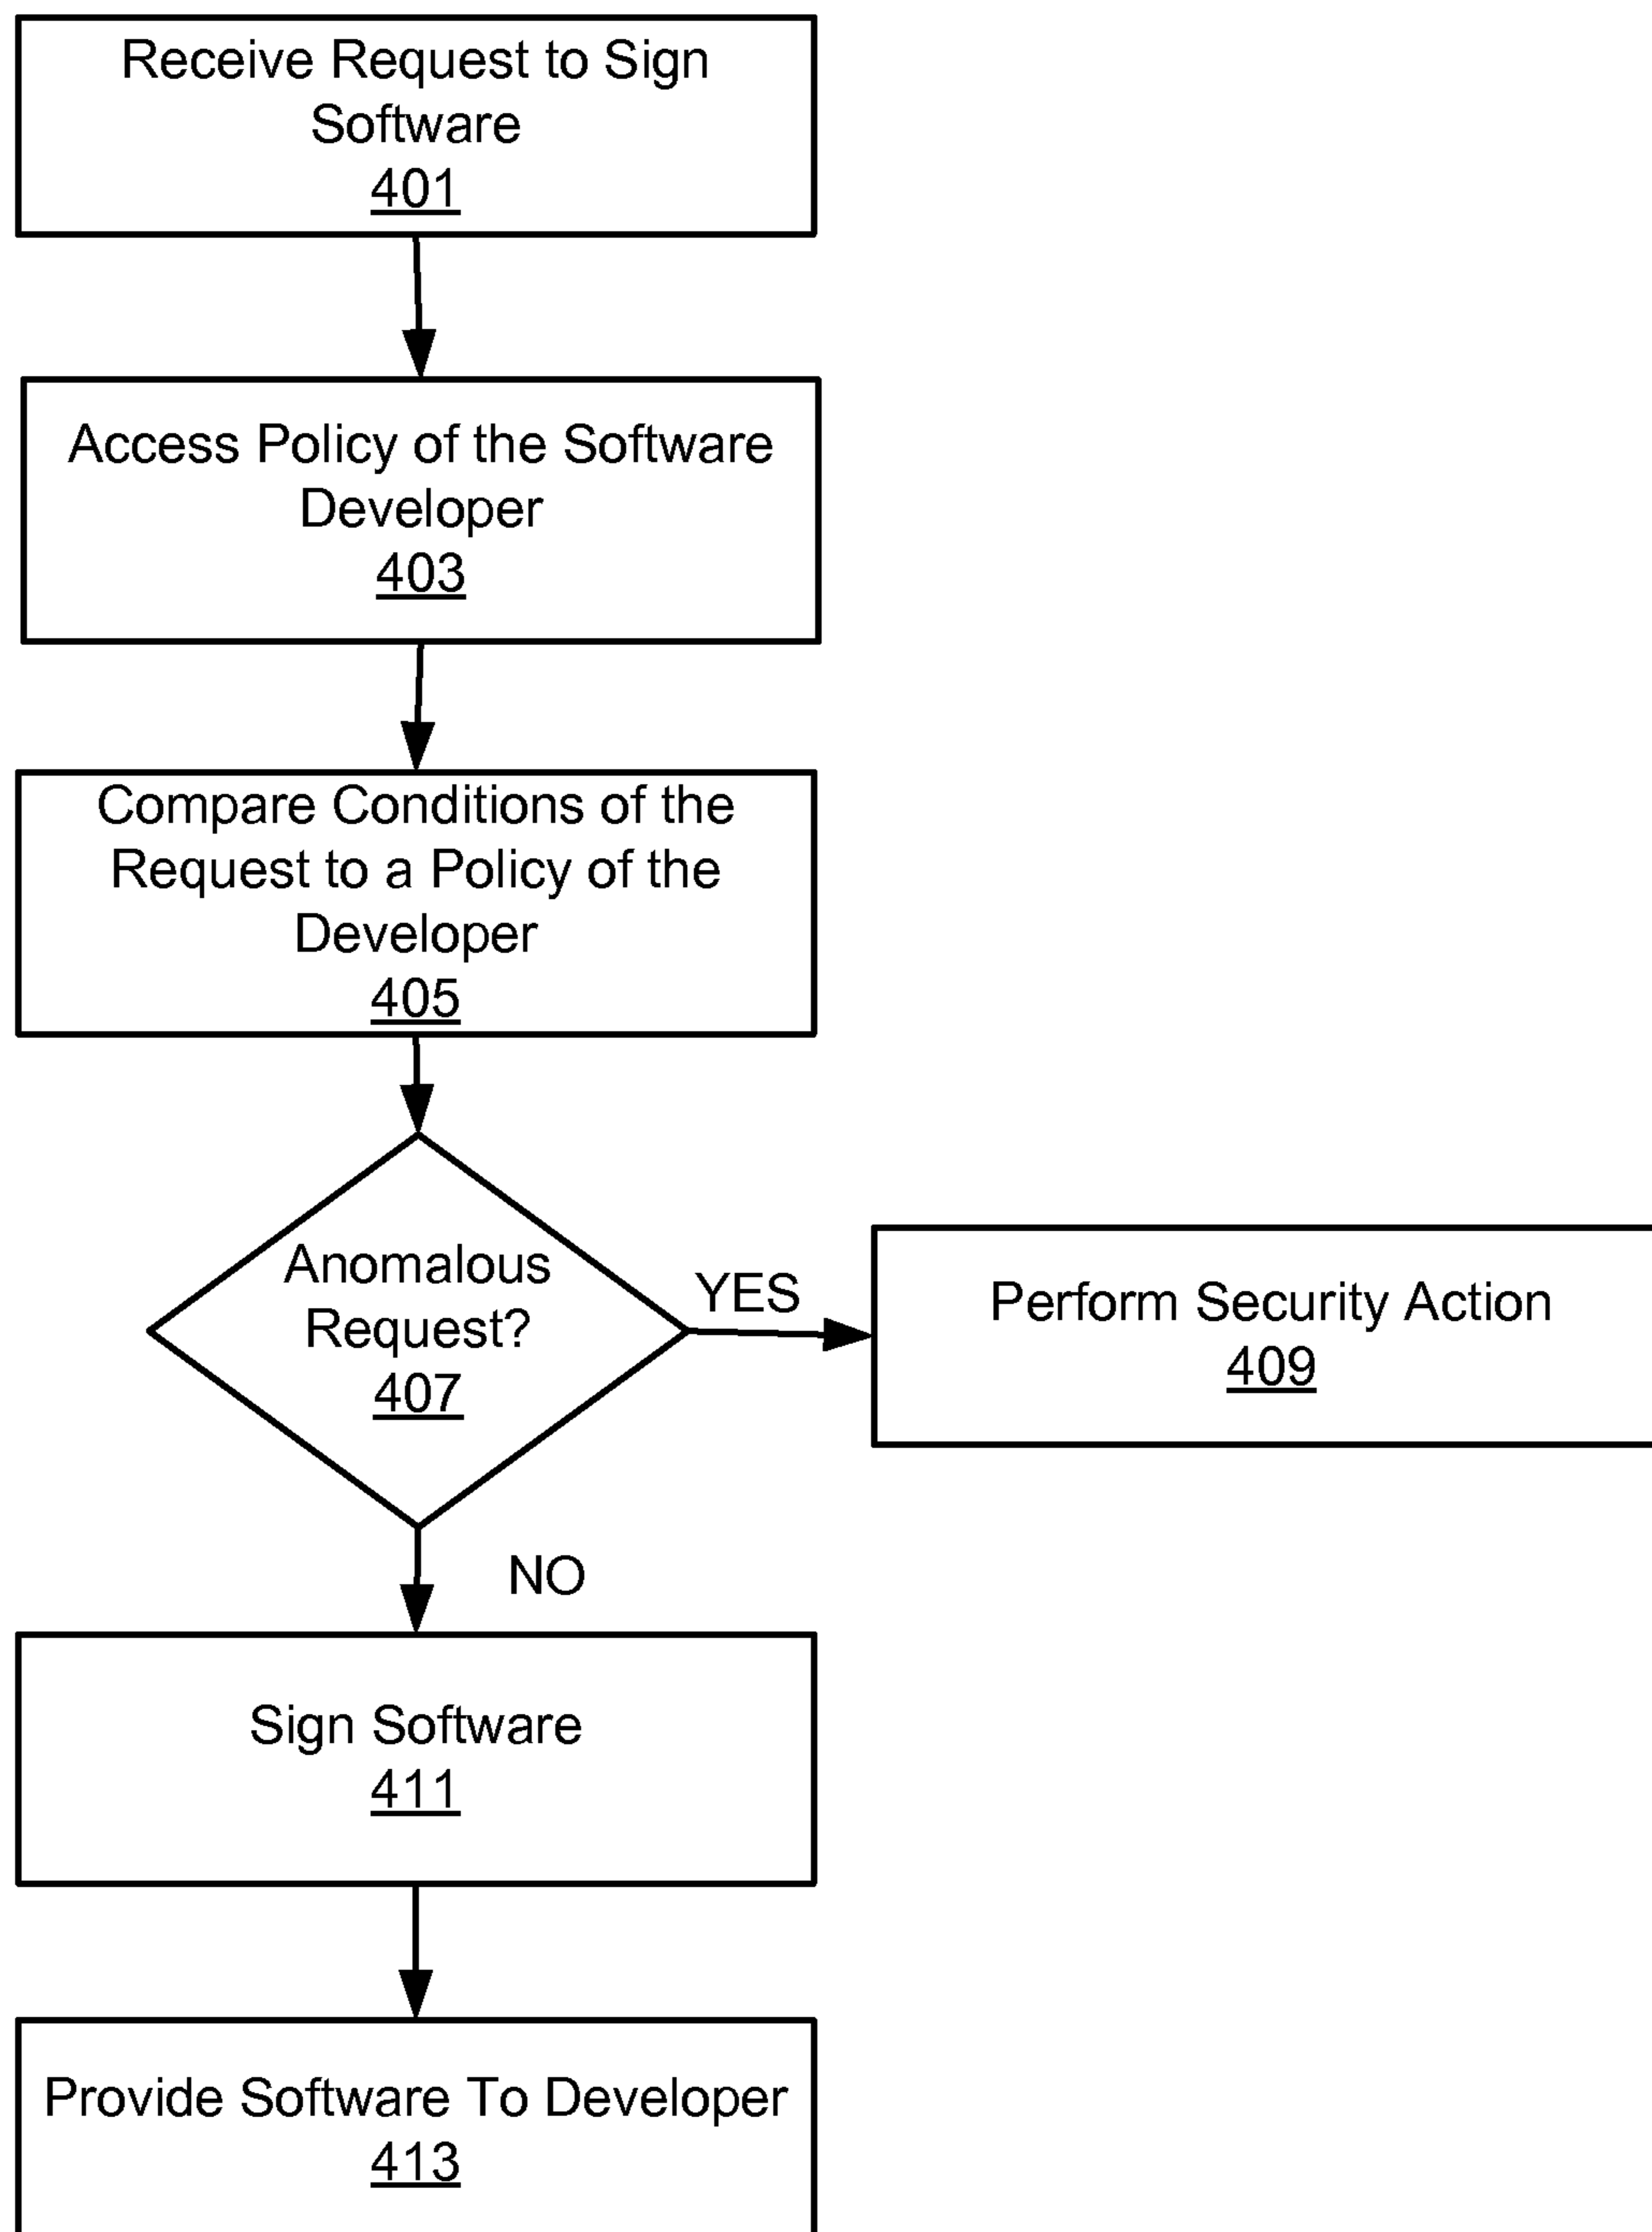 Receive Request to Sign
Software
401
Access Policy of the Software
Developer
403
Compare Conditions of the
Request to a Policy of the
Developer
405
Anomalous
Request?
407
YES
Perform Security Action
409
NO
Sign Software
411
Provide Software To Developer
413